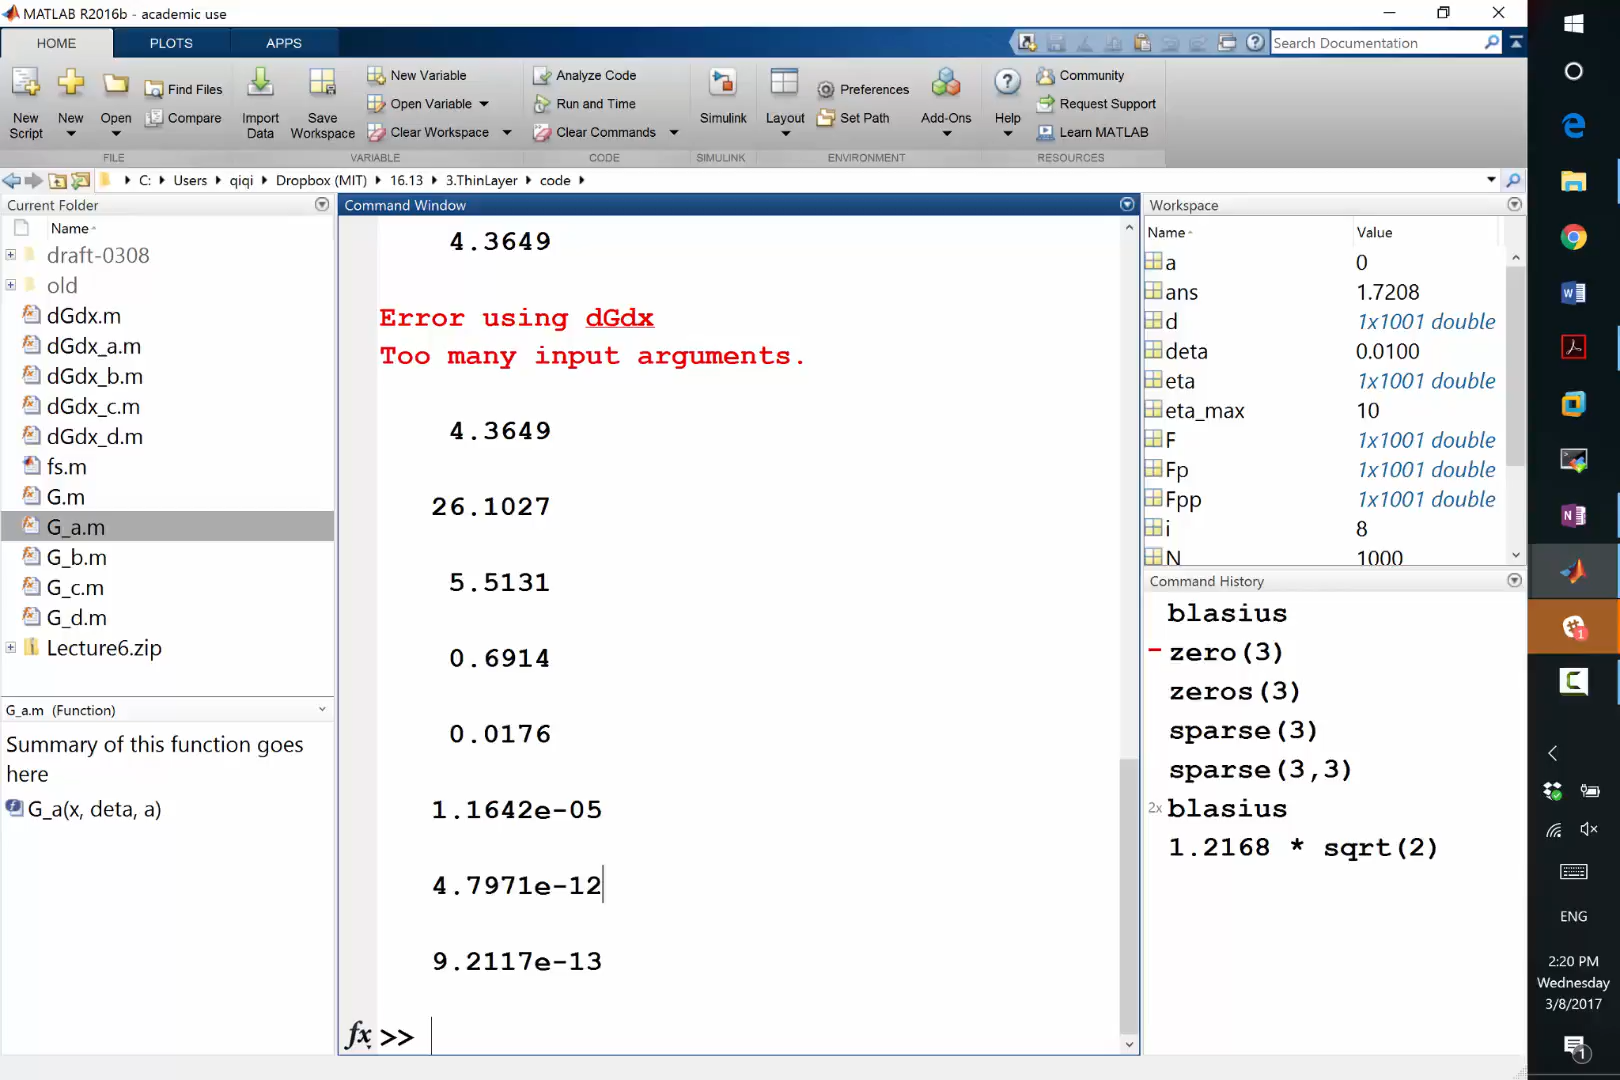 MATLAB R2016b - academic use
HOME
PLOTS
APPS
Search Documentation
New Script
New
Open
Find Files
Compare
Import Data
Save Workspace
New Variable
Open Variable
Clear Workspace
Analyze Code
Run and Time
Clear Commands
Simulink
Layout
Preferences
Set Path
Add-Ons
Help
Community
Request Support
Learn MATLAB
FILE
VARIABLE
CODE
SIMULINK
ENVIRONMENT
RESOURCES
C: Users qiqi Dropbox (MIT) 16.13 3.ThinLayer code
Current Folder
Name
draft-0308
old
dGdx.m
dGdx_a.m
dGdx_b.m
dGdx_c.m
dGdx_d.m
fs.m
G.m
G_a.m
G_b.m
G_c.m
G_d.m
Lecture6.zip
G_a.m (Function)
Summary of this function goes
here
G_a(x, deta, a)
Command Window
4.3649
Error using dGdx
Too many input arguments.
4.3649
26.1027
5.5131
0.6914
0.0176
1.1642e-05
4.7971e-12
9.2117e-13
fx >>
Workspace
Name Value
a 0
ans 1.7208
d 1x1001 double
deta 0.0100
eta 1x1001 double
eta_max 10
F 1x1001 double
Fp 1x1001 double
Fpp 1x1001 double
i 8
N 1000
Command History
blasius
zero(3)
zeros(3)
sparse(3)
sparse(3,3)
2x blasius
1.2168 * sqrt(2)
ENG
2:20 PM
Wednesday
3/8/2017
1